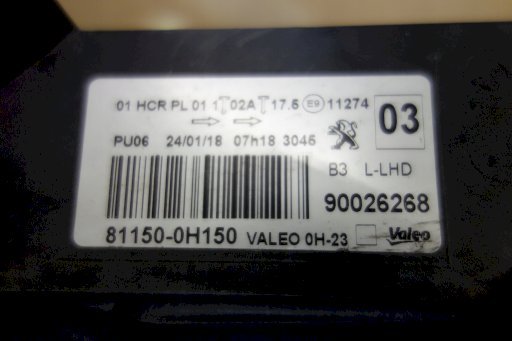 01 HCR PL 01 1T 02A T 17.5 E9 11274
03
PU06 24/01/18 07h18 3045
B3 L-LHD
90026268
81150-0H150 VALEO 0H-23 Valeo